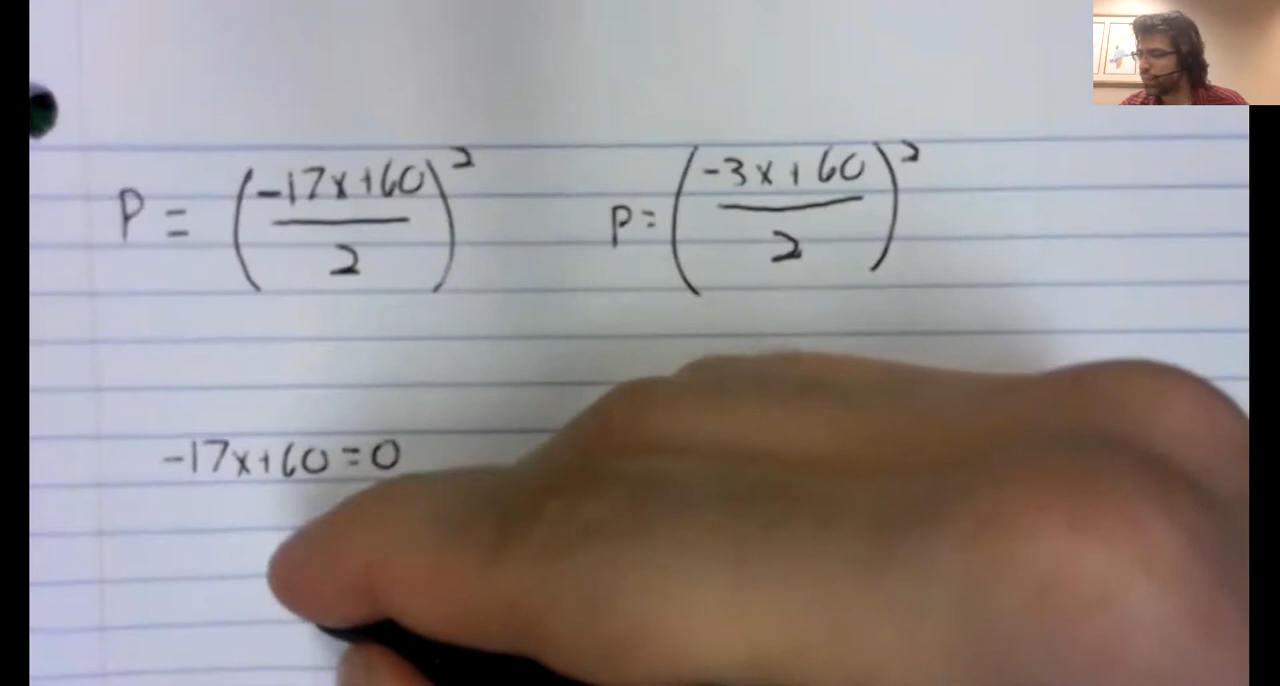 P = (-17x+60/2)² P = (-3x+60/2)²
-17x+60=0